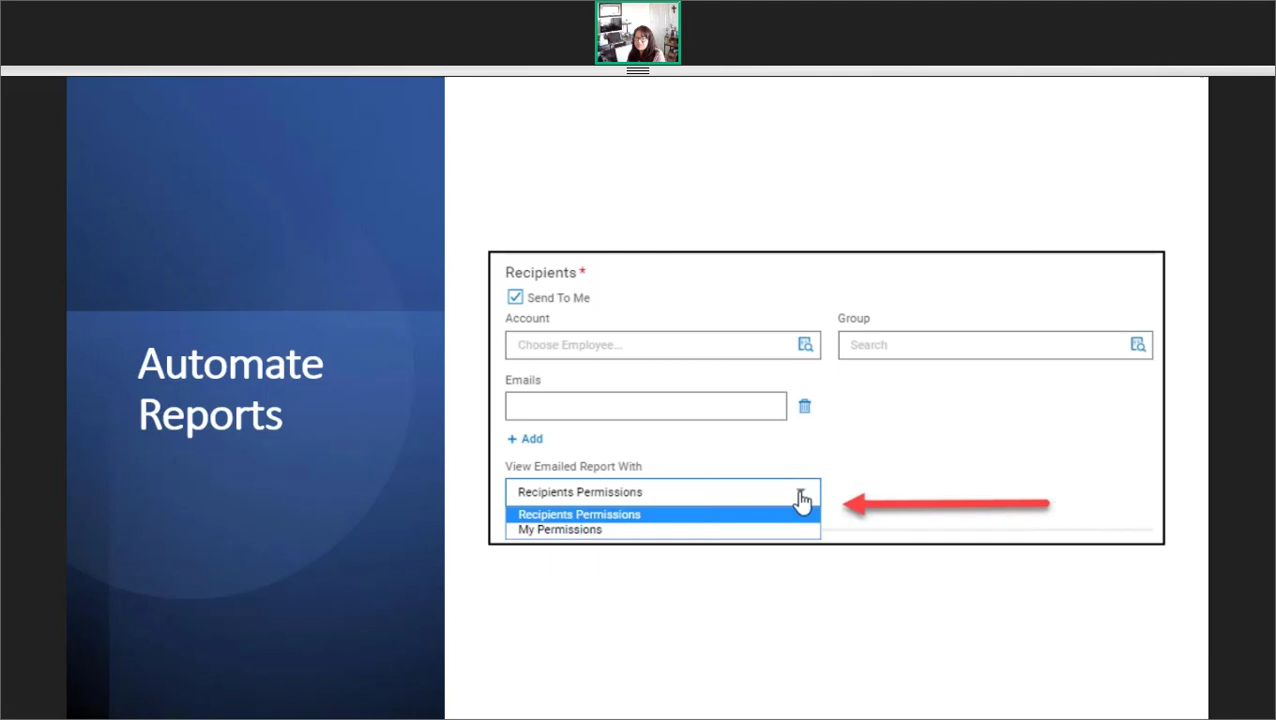 Automate
Reports
Recipients *
Send To Me
Account
Group
Choose Employee...
Search
Emails
+ Add
View Emailed Report With
Recipients Permissions
Recipients Permissions
My Permissions